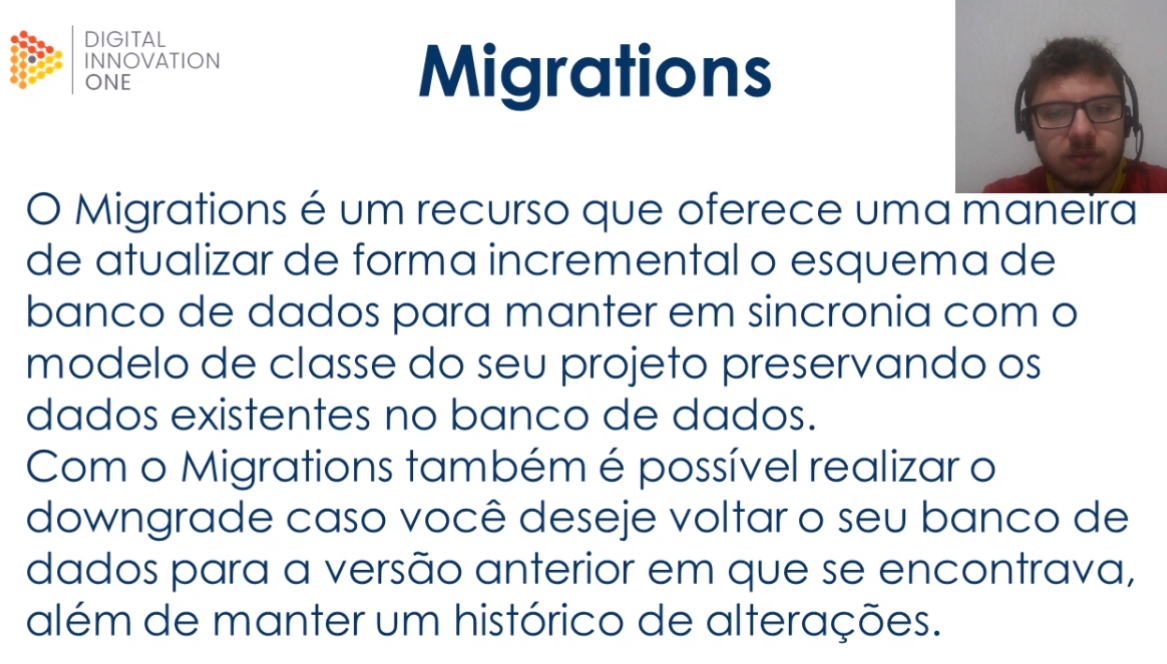 DIGITAL
INNOVATION
ONE
Migrations
O Migrations é um recurso que oferece uma maneira
de atualizar de forma incremental o esquema de
banco de dados para manter em sincronia com o
modelo de classe do seu projeto preservando os
dados existentes no banco de dados.
Com o Migrations também é possível realizar o
downgrade caso você deseje voltar o seu banco de
dados para a versão anterior em que se encontrava,
além de manter um histórico de alterações.